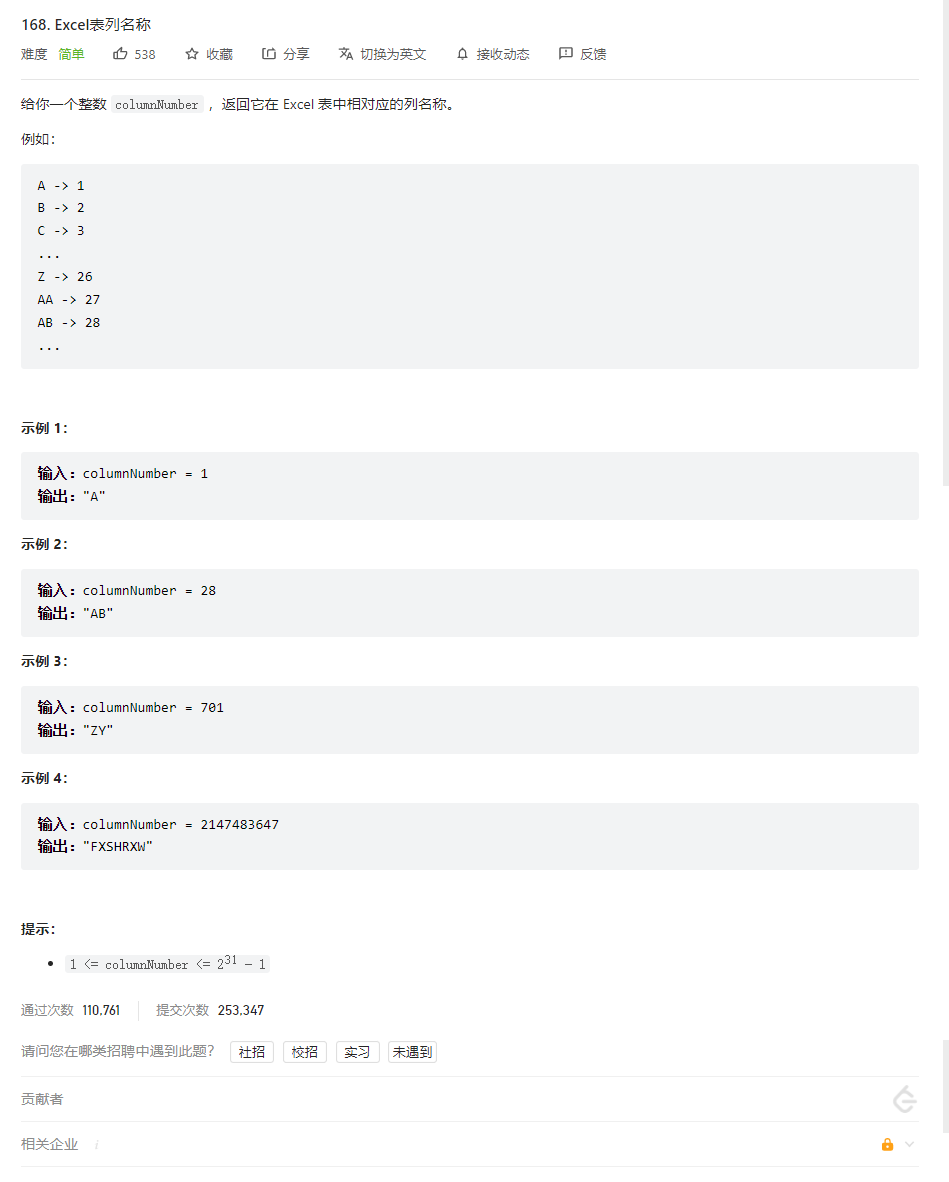 168. Excel表列名称
难度 简单 538 收藏 分享 切换为英文 接收动态 反馈
给你一个整数 columnNumber ，返回它在 Excel 表中相对应的列名称。
例如：
A -> 1
B -> 2
C -> 3
...
Z -> 26
AA -> 27
AB -> 28
...
示例 1：
输入：columnNumber = 1
输出："A"
示例 2：
输入：columnNumber = 28
输出："AB"
示例 3：
输入：columnNumber = 701
输出："ZY"
示例 4：
输入：columnNumber = 2147483647
输出："FXSHRXW"
提示：
• 1 <= columnNumber <= 2³¹ - 1
通过次数 110,761 提交次数 253,347
请问您在哪类招聘中遇到此题？ 社招 校招 实习 未遇到
贡献者
相关企业 i